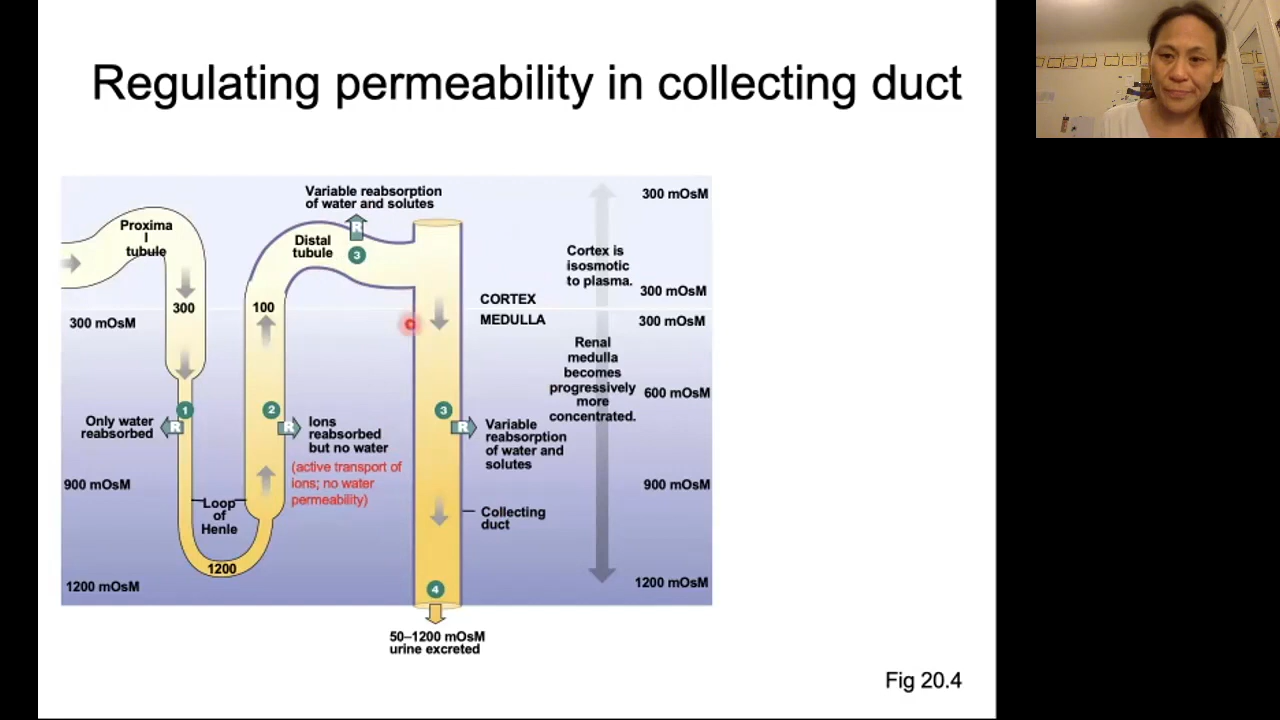 Regulating permeability in collecting duct
Variable reabsorption
of water and solutes
300 mOsM
Proxima
l
tubule
Distal
tubule
R
3
Cortex is
isosmotic
to plasma.
300 mOsM
300
100
CORTEX
MEDULLA
300 mOsM
300 mOsM
Renal
medulla
becomes
progressively
more
concentrated.
600 mOsM
1
Only water
reabsorbed
R
2
R
Ions
reabsorbed
but no water
(active transport of
ions; no water
permeability)
3
R
Variable
reabsorption
of water and
solutes
900 mOsM
900 mOsM
Loop
of
Henle
Collecting
duct
1200
1200 mOsM
1200 mOsM
4
50–1200 mOsM
urine excreted
Fig 20.4